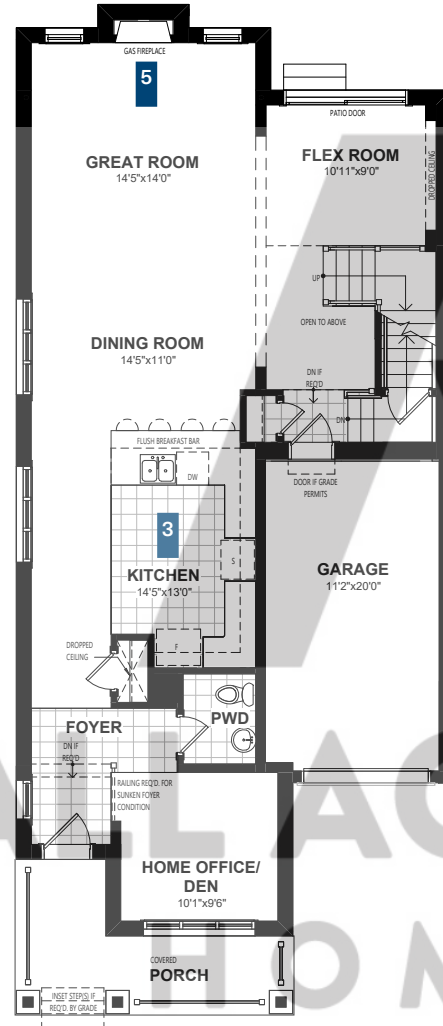 GAS FIREPLACE
5
PATIO DOOR
GREAT ROOM
14'5"x14'0"
FLEX ROOM
10'11"x9'0"
DROPPED CEILING
UP
OPEN TO ABOVE
DINING ROOM
14'5"x11'0"
DN IF
REQ'D
DN
FLUSH BREAKFAST BAR
DW
DOOR IF GRADE
PERMITS
3
KITCHEN
14'5"x13'0"
S
GARAGE
11'2"x20'0"
F
DROPPED
CEILING
FOYER
PWD
DN IF
REQ'D
RAILING REQ'D. FOR
SUNKEN FOYER
CONDITION
ALL AC
HOME OFFICE/
DEN
10'1"x9'6"
HOM
COVERED
PORCH
INSET STEP(S) IF
REQ'D. BY GRADE